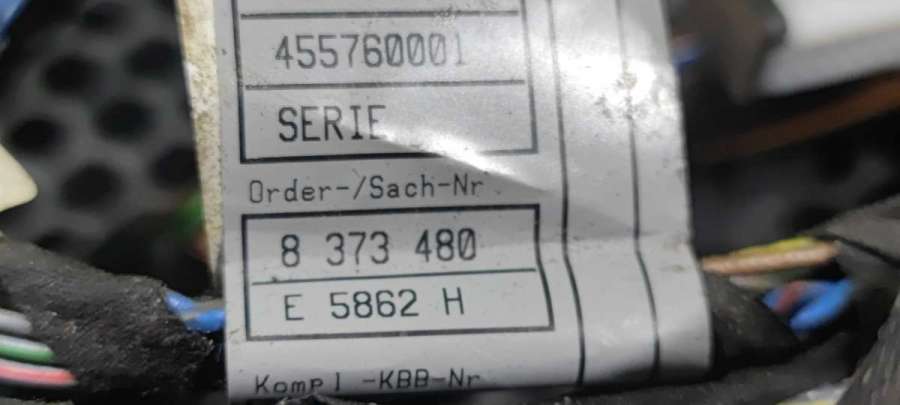 455760001
SERIE
Order-/Sach-Nr
8 373 480
E 5862 H
Kompl -KBB-Nr